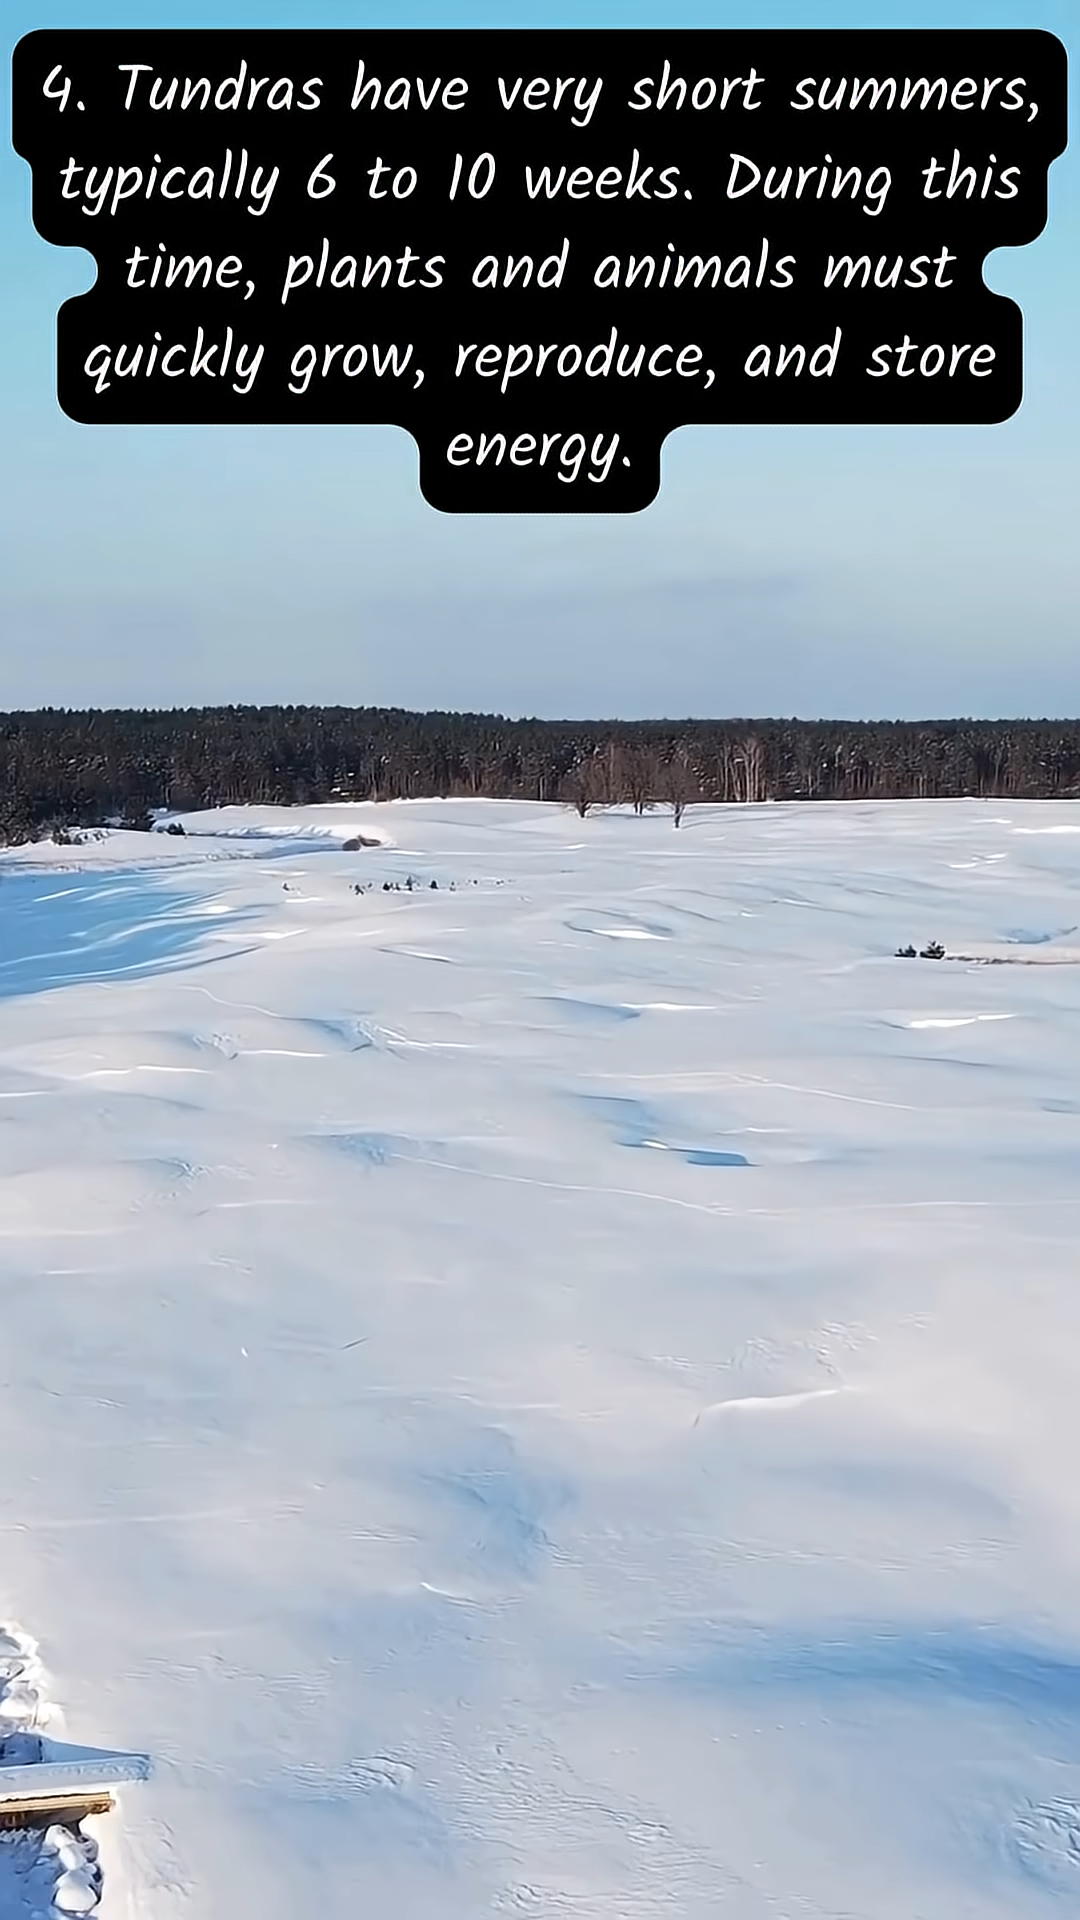 4. Tundras have very short summers,
typically 6 to 10 weeks. During this
time, plants and animals must
quickly grow, reproduce, and store
energy.